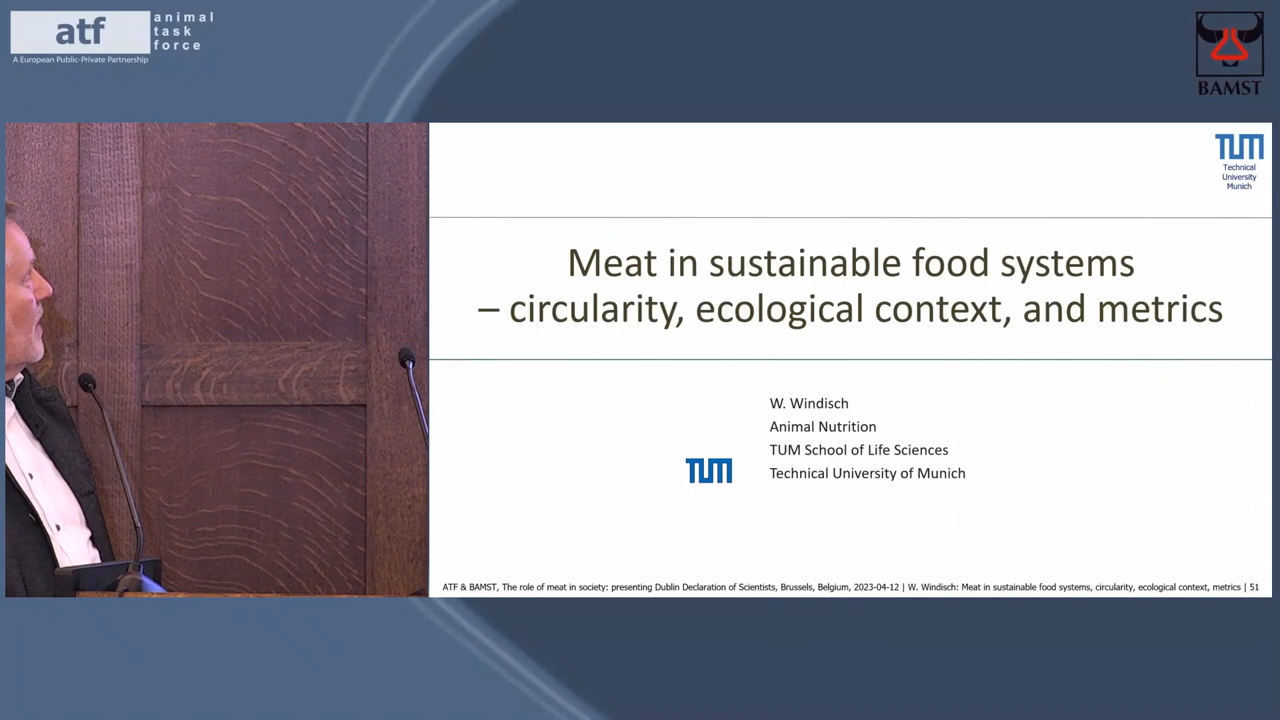 atf
animal
task
force
A European Public-Private Partnership
BAMST
TUM
Technical
University
Munich
Meat in sustainable food systems
– circularity, ecological context, and metrics
W. Windisch
Animal Nutrition
TUM School of Life Sciences
Technical University of Munich
TUM
ATF & BAMST, The role of meat in society: presenting Dublin Declaration of Scientists, Brussels, Belgium, 2023-04-12 | W. Windisch: Meat in sustainable food systems, circularity, ecological context, metrics | 51